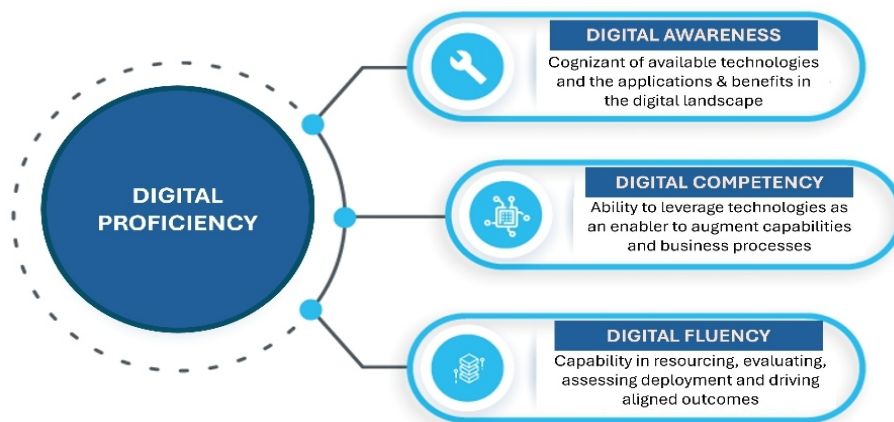 DIGITAL
PROFICIENCY
DIGITAL AWARENESS
Cognizant of available technologies
and the applications & benefits in
the digital landscape
DIGITAL COMPETENCY
Ability to leverage technologies as
an enabler to augment capabilities
and business processes
DIGITAL FLUENCY
Capability in resourcing, evaluating,
assessing deployment and driving
aligned outcomes